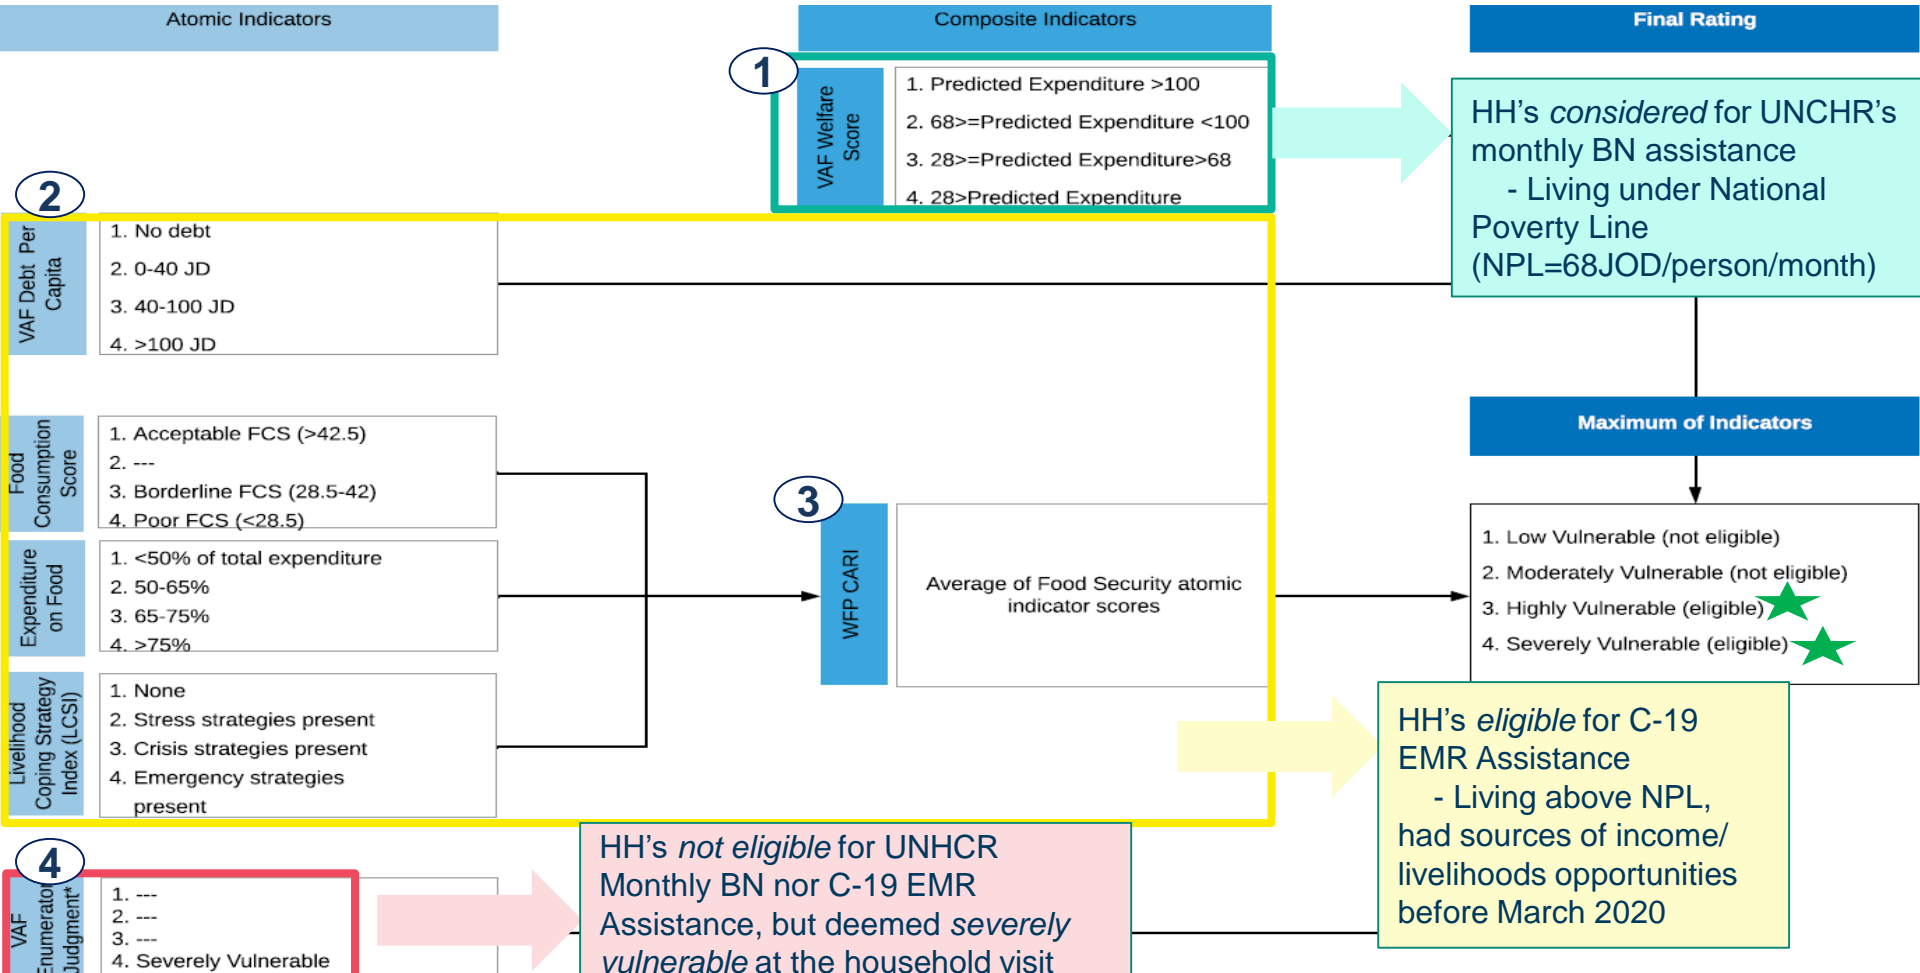 Atomic Indicators
Composite Indicators
Final Rating
1
VAF Welfare
Score
1. Predicted Expenditure >100
2. 68>=Predicted Expenditure <100
3. 28>=Predicted Expenditure>68
4. 28>Predicted Expenditure
HH's considered for UNCHR's
monthly BN assistance
- Living under National
Poverty Line
(NPL=68JOD/person/month)
2
VAF Debt Per
Capita
1. No debt
2. 0-40 JD
3. 40-100 JD
4. >100 JD
Food
Consumption
Score
1. Acceptable FCS (>42.5)
2. ---
3. Borderline FCS (28.5-42)
4. Poor FCS (<28.5)
Expenditure
on Food
1. <50% of total expenditure
2. 50-65%
3. 65-75%
4. >75%
Livelihood
Coping Strategy
Index (LCSI)
1. None
2. Stress strategies present
3. Crisis strategies present
4. Emergency strategies
present
3
WFP CARI
Average of Food Security atomic
indicator scores
Maximum of Indicators
1. Low Vulnerable (not eligible)
2. Moderately Vulnerable (not eligible)
3. Highly Vulnerable (eligible)
4. Severely Vulnerable (eligible)
HH's eligible for C-19
EMR Assistance
- Living above NPL,
had sources of income/
livelihoods opportunities
before March 2020
4
VAF
Enumerator
Judgment*
1. ---
2. ---
3. ---
4. Severely Vulnerable
HH's not eligible for UNHCR
Monthly BN nor C-19 EMR
Assistance, but deemed severely
vulnerable at the household visit